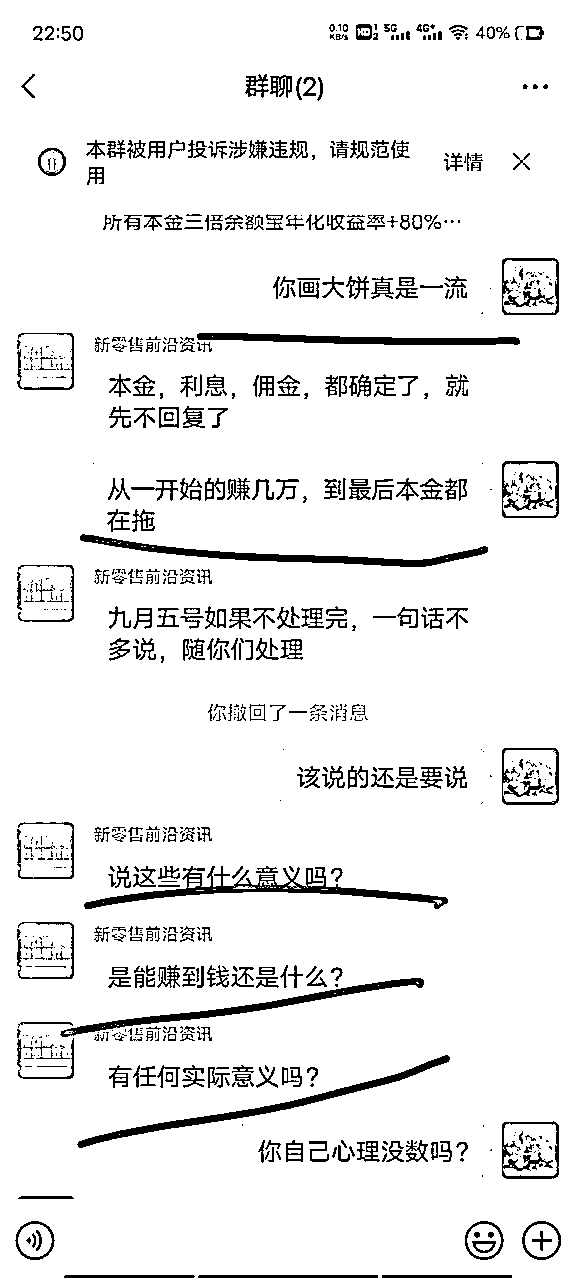 22:50
0.10 KB/s HD 1 2 5G 4G+ 40%
群聊(2)
本群被用户投诉涉嫌违规，请规范使
用
详情
所有本金三倍余额宝年化收益率+80%…
你画大饼真是一流
新零售前沿资讯
本金，利息，佣金，都确定了，就
先不回复了
从一开始的赚几万，到最后本金都
在拖
新零售前沿资讯
九月五号如果不处理完，一句话不
多说，随你们处理
你撤回了一条消息
该说的还是要说
新零售前沿资讯
说这些有什么意义吗？
新零售前沿资讯
是能赚到钱还是什么？
新零售前沿资讯
有任何实际意义吗？
你自己心理没数吗？